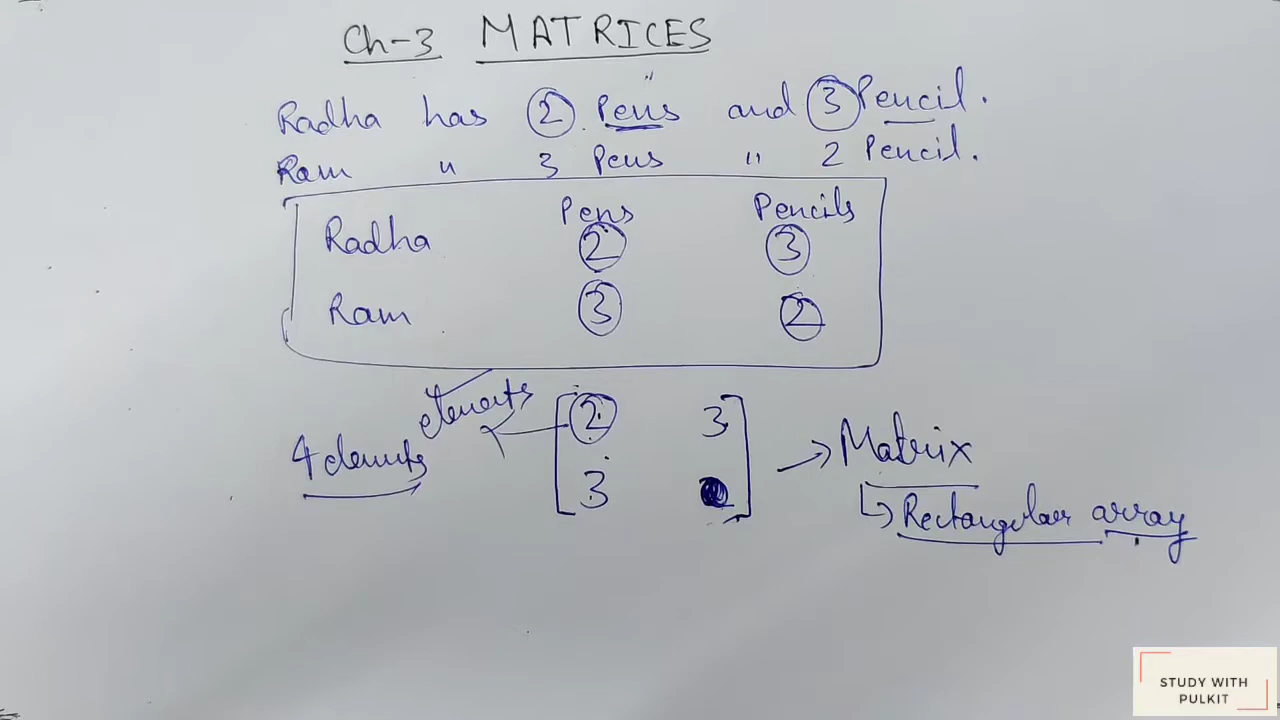 Ch-3 MATRICES
Radha has 2 Pens and 3 Pencil.
Ram " 3 Pens " 2 Pencil.
Pens Pencils
Radha 2 3
Ram 3 2
elements
2 3
4 elements
Matrix
3
Rectangular array
STUDY WITH
PULKIT